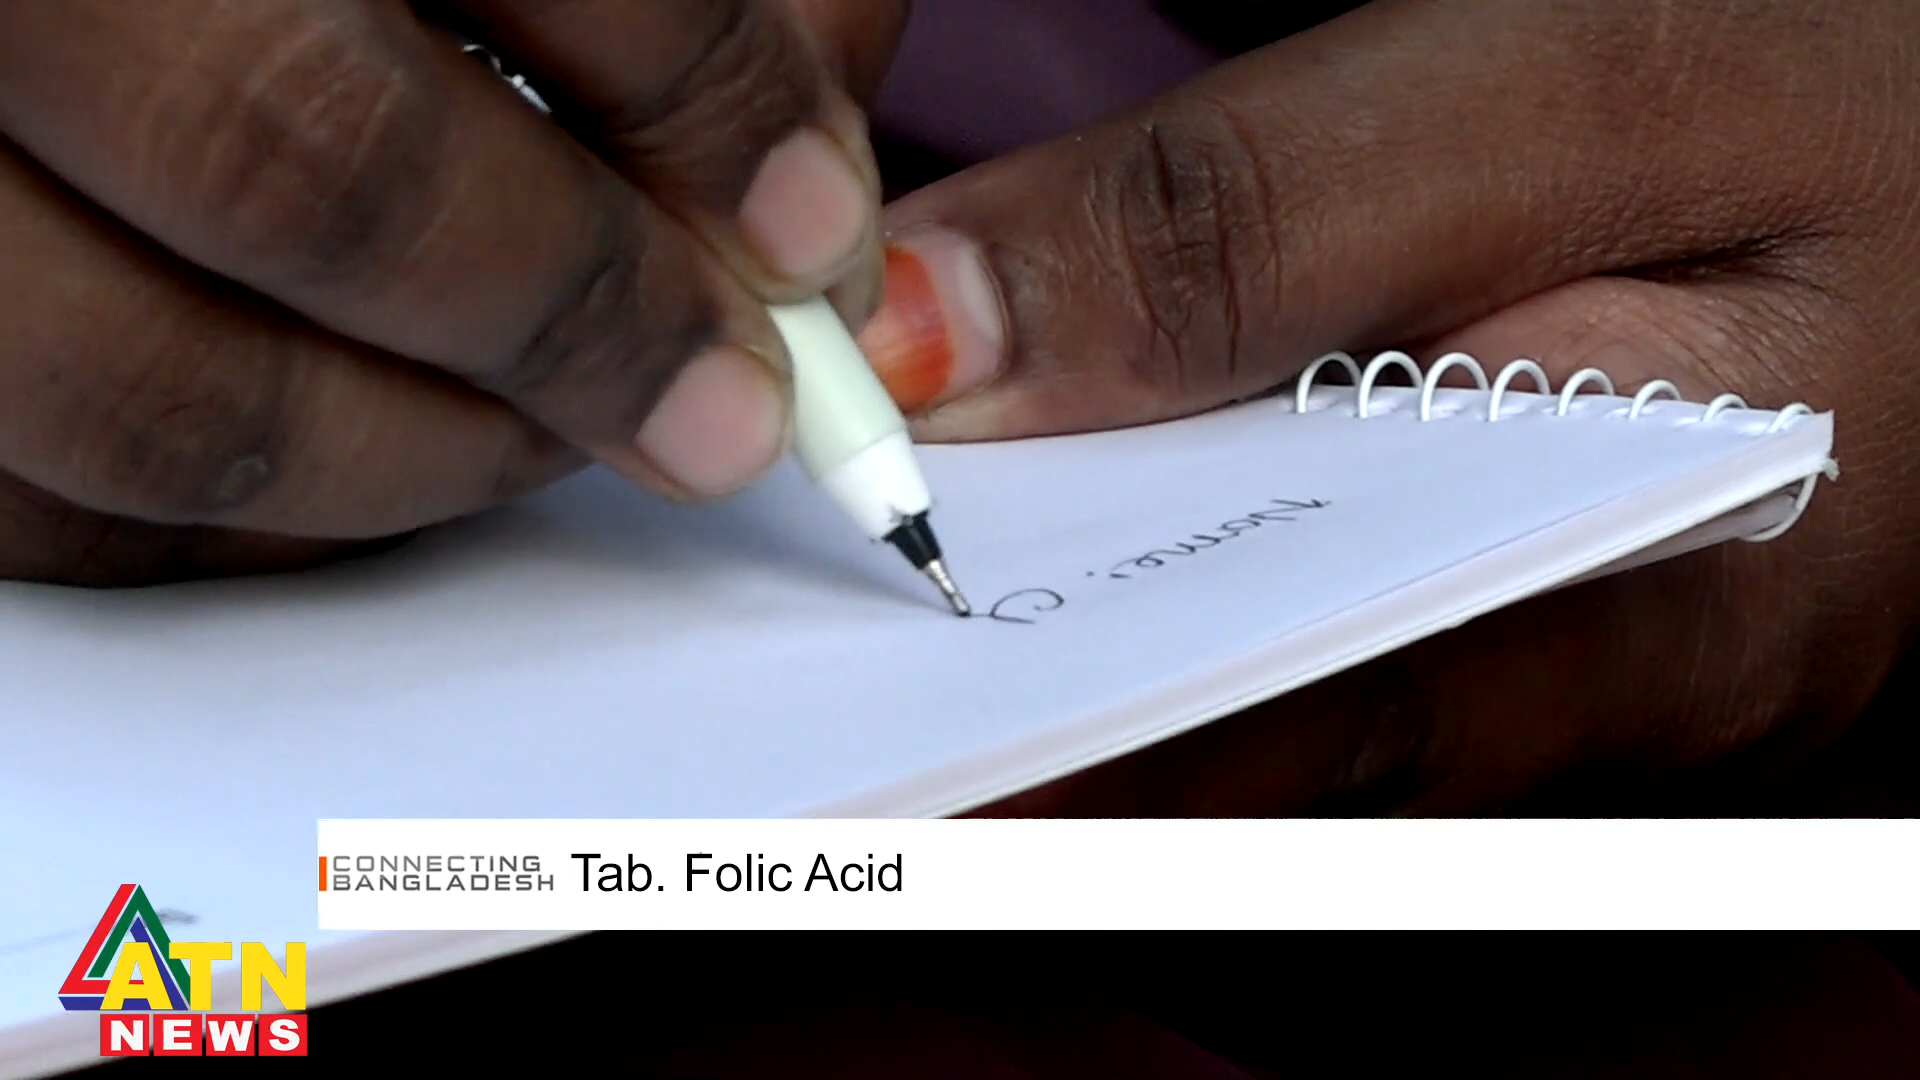 Name:
CONNECTING
BANGLADESH
Tab. Folic Acid
ATN
NEWS